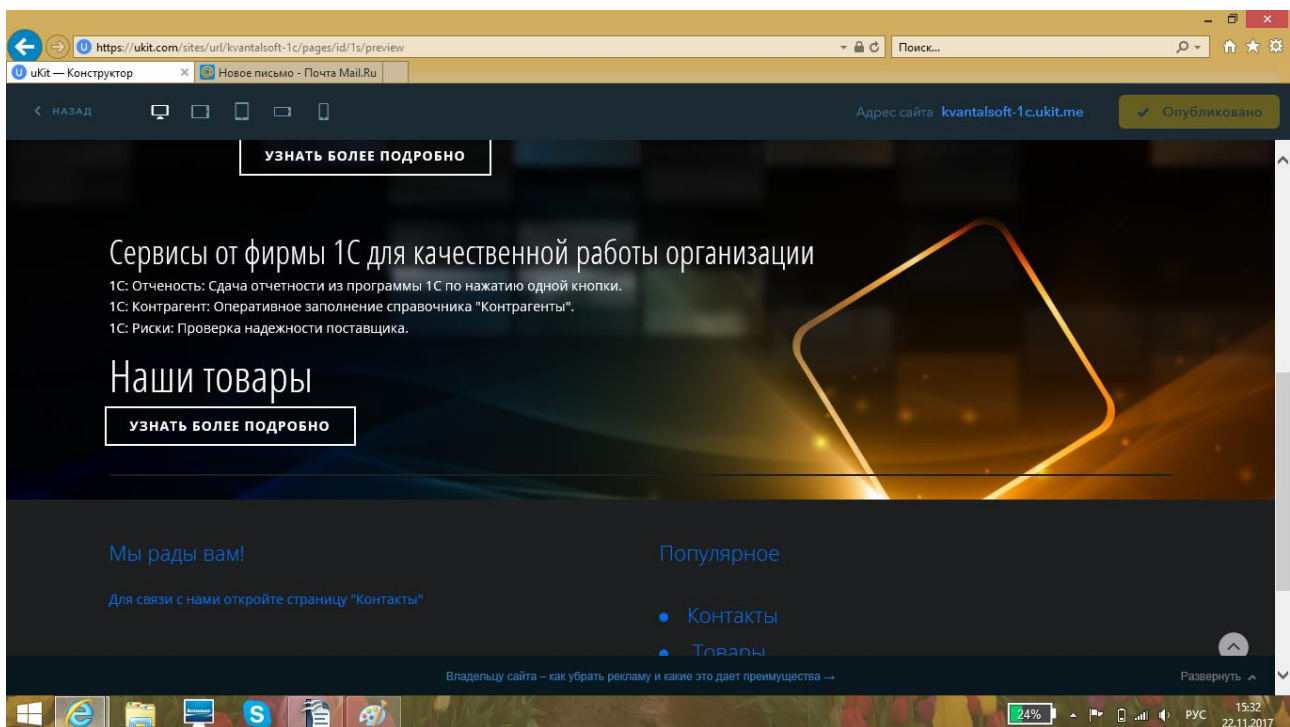 https://ukit.com/sites/url/kvantalsoft-1c/pages/id/1s/preview
Поиск...
uKit — Конструктор
Новое письмо - Почта Mail.Ru
НАЗАД
Адрес сайта kvantalsoft-1c.ukit.me
Опубликовано
УЗНАТЬ БОЛЕЕ ПОДРОБНО
Сервисы от фирмы 1С для качественной работы организации
1С: Отченость: Сдача отчетности из программы 1С по нажатию одной кнопки.
1С: Контрагент: Оперативное заполнение справочника "Контрагенты".
1С: Риски: Проверка надежности поставщика.
Наши товары
УЗНАТЬ БОЛЕЕ ПОДРОБНО
Мы рады вам!
Популярное
Для связи с нами откройте страницу "Контакты"
Контакты
Товары
Владельцу сайта – как убрать рекламу и какие это дает преимущества →
Развернуть
24%
РУС
15:32
22.11.2017